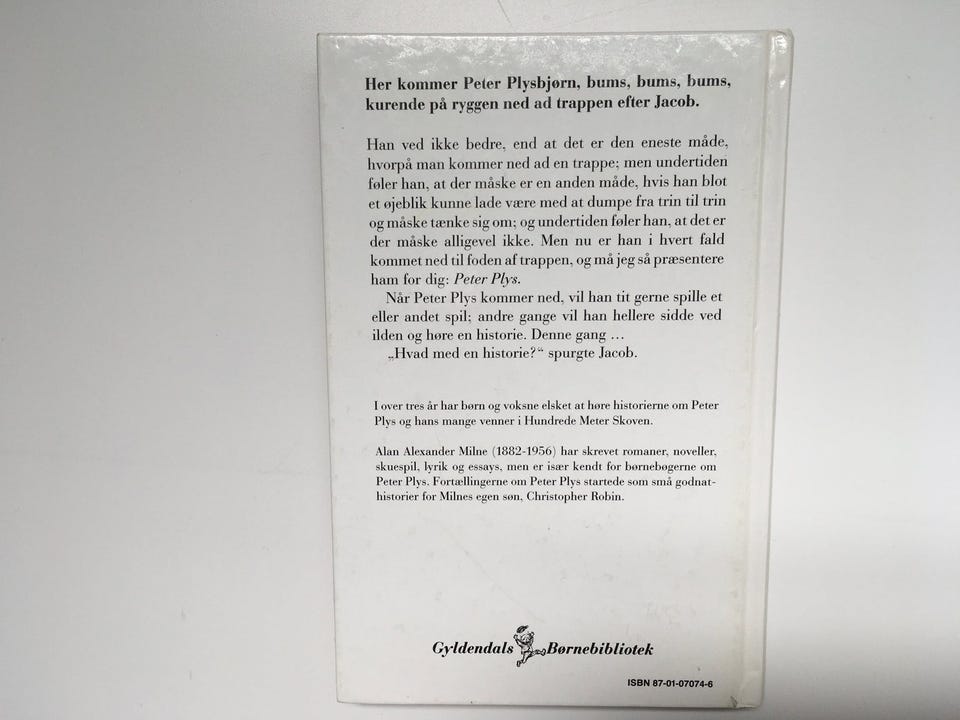 Her kommer Peter Plysbjørn, bums, bums, bums,
kurende på ryggen ned ad trappen efter Jacob.
Han ved ikke bedre, end at det er den eneste måde,
hvorpå man kommer ned ad en trappe; men undertiden
føler han, at der måske er en anden måde, hvis han blot
et øjeblik kunne lade være med at dumpe fra trin til trin
og måske tænke sig om; og undertiden føler han, at det er
der måske alligevel ikke. Men nu er han i hvert fald
kommet ned til foden af trappen, og må jeg så præsentere
ham for dig: Peter Plys.
Når Peter Plys kommer ned, vil han tit gerne spille et
eller andet spil; andre gange vil han hellere sidde ved
ilden og høre en historie. Denne gang ...
„Hvad med en historie?“ spurgte Jacob.
I over tres år har børn og voksne elsket at høre historierne om Peter
Plys og hans mange venner i Hundrede Meter Skoven.
Alan Alexander Milne (1882-1956) har skrevet romaner, noveller,
skuespil, lyrik og essays, men er især kendt for børnebøgerne om
Peter Plys. Fortællingerne om Peter Plys startede som små godnat-
historier for Milnes egen søn, Christopher Robin.
Gyldendals Børnebibliotek
ISBN 87-01-07074-6